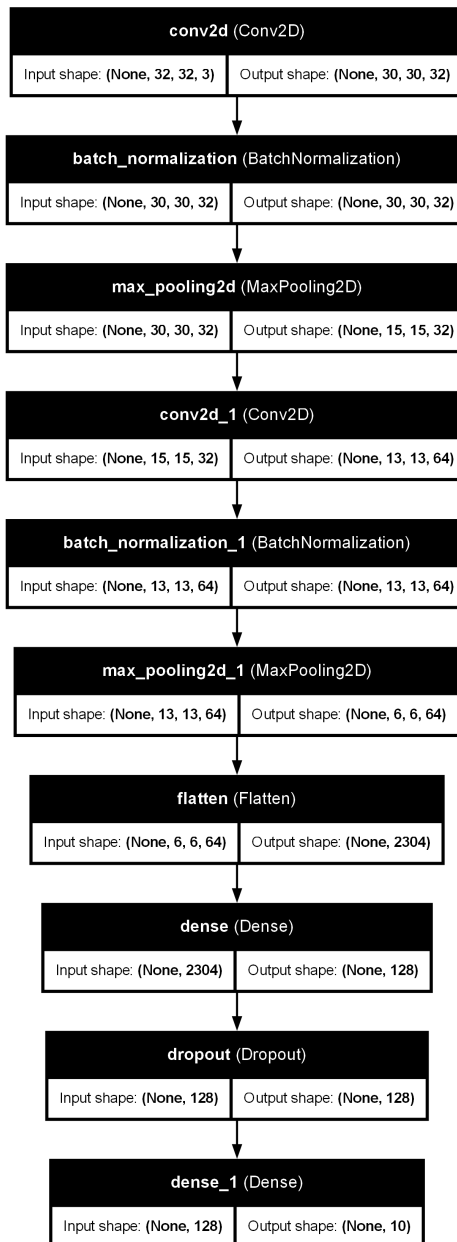 conv2d (Conv2D)
Input shape: (None, 32, 32, 3) Output shape: (None, 30, 30, 32)
batch_normalization (BatchNormalization)
Input shape: (None, 30, 30, 32) Output shape: (None, 30, 30, 32)
max_pooling2d (MaxPooling2D)
Input shape: (None, 30, 30, 32) Output shape: (None, 15, 15, 32)
conv2d_1 (Conv2D)
Input shape: (None, 15, 15, 32) Output shape: (None, 13, 13, 64)
batch_normalization_1 (BatchNormalization)
Input shape: (None, 13, 13, 64) Output shape: (None, 13, 13, 64)
max_pooling2d_1 (MaxPooling2D)
Input shape: (None, 13, 13, 64) Output shape: (None, 6, 6, 64)
flatten (Flatten)
Input shape: (None, 6, 6, 64) Output shape: (None, 2304)
dense (Dense)
Input shape: (None, 2304) Output shape: (None, 128)
dropout (Dropout)
Input shape: (None, 128) Output shape: (None, 128)
dense_1 (Dense)
Input shape: (None, 128) Output shape: (None, 10)